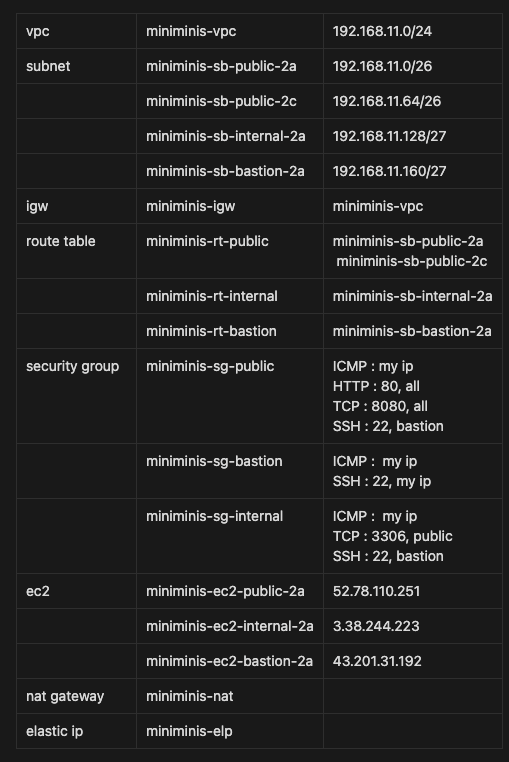 vpc miniminis-vpc 192.168.11.0/24
subnet miniminis-sb-public-2a 192.168.11.0/26
miniminis-sb-public-2c 192.168.11.64/26
miniminis-sb-internal-2a 192.168.11.128/27
miniminis-sb-bastion-2a 192.168.11.160/27
igw miniminis-igw miniminis-vpc
route table miniminis-rt-public miniminis-sb-public-2a
miniminis-sb-public-2c
miniminis-rt-internal miniminis-sb-internal-2a
miniminis-rt-bastion miniminis-sb-bastion-2a
security group miniminis-sg-public ICMP : my ip
HTTP : 80, all
TCP : 8080, all
SSH : 22, bastion
miniminis-sg-bastion ICMP :  my ip
SSH : 22, my ip
miniminis-sg-internal ICMP :  my ip
TCP : 3306, public
SSH : 22, bastion
ec2 miniminis-ec2-public-2a 52.78.110.251
miniminis-ec2-internal-2a 3.38.244.223
miniminis-ec2-bastion-2a 43.201.31.192
nat gateway miniminis-nat
elastic ip miniminis-elp